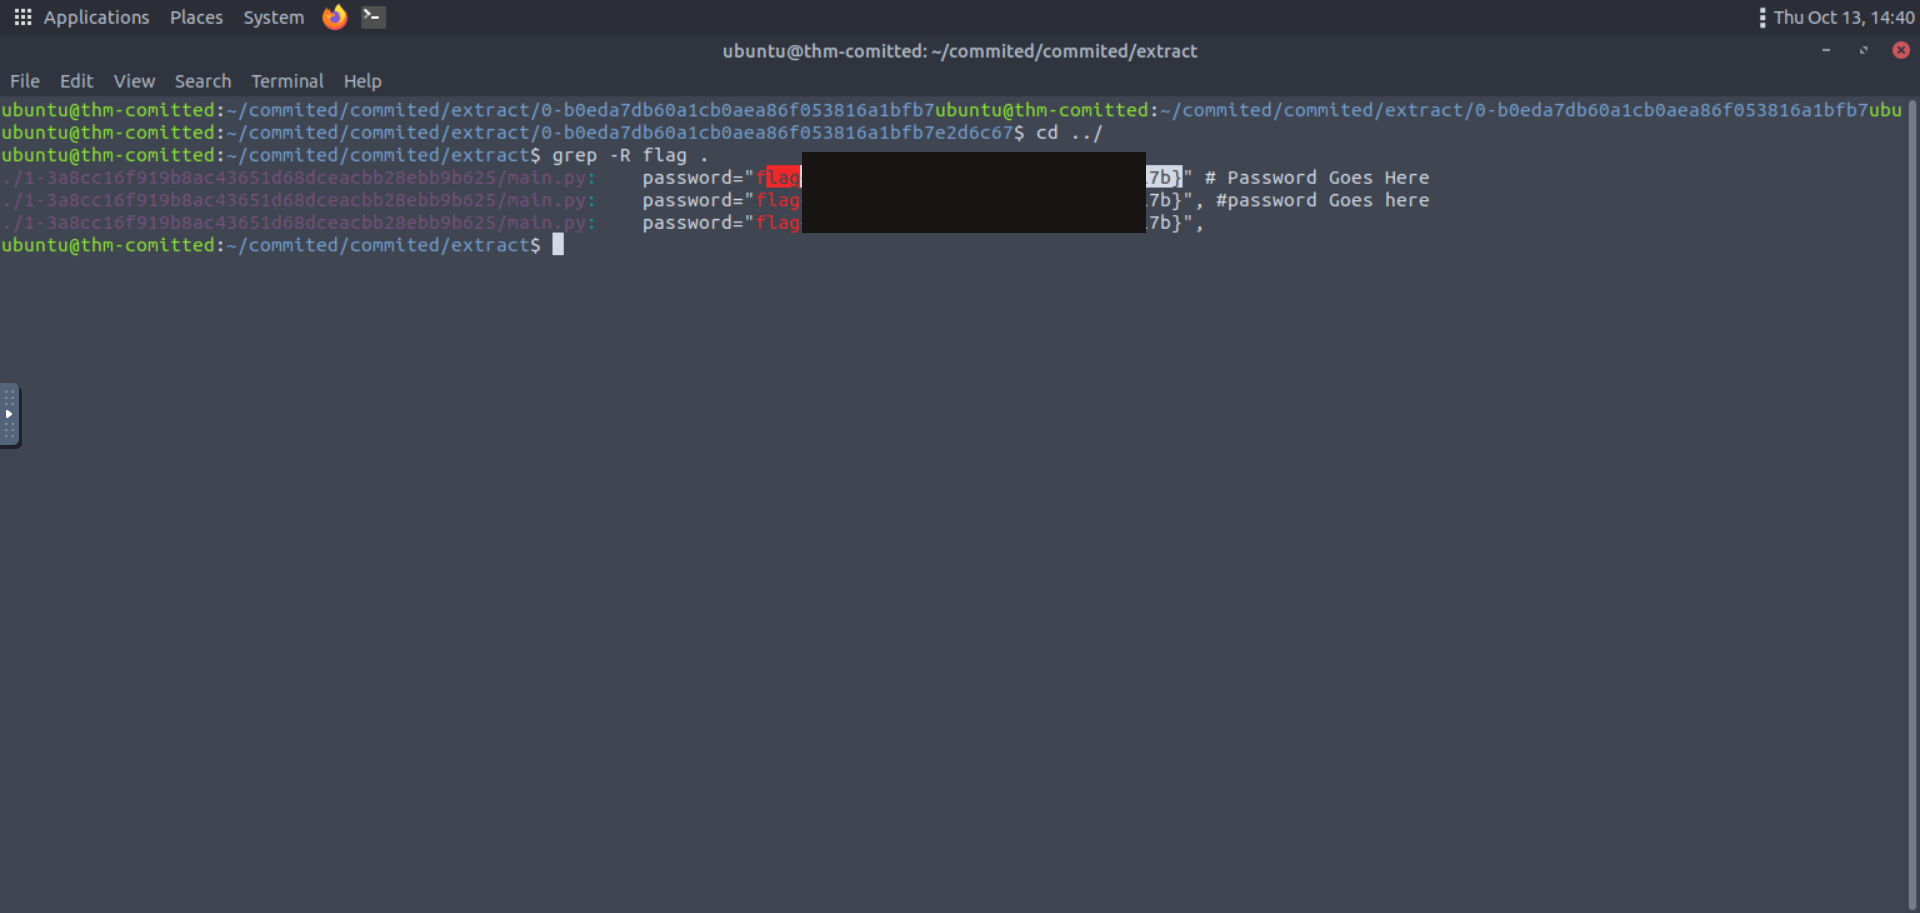 Applications Places System Thu Oct 13, 14:40
ubuntu@thm-comitted: ~/commited/commited/extract
File Edit View Search Terminal Help
ubuntu@thm-comitted:~/commited/commited/extract/0-b0eda7db60a1cb0aea86f053816a1bfb7ubuntu@thm-comitted:~/commited/commited/extract/0-b0eda7db60a1cb0aea86f053816a1bfb7ubu
ubuntu@thm-comitted:~/commited/commited/extract/0-b0eda7db60a1cb0aea86f053816a1bfb7e2d6c67$ cd ../
ubuntu@thm-comitted:~/commited/commited/extract$ grep -R flag .
./1-3a8cc16f919b8ac43651d68dceacbb28ebb9b625/main.py: password="flag 7b}" # Password Goes Here
./1-3a8cc16f919b8ac43651d68dceacbb28ebb9b625/main.py: password="flag 7b}", #password Goes here
./1-3a8cc16f919b8ac43651d68dceacbb28ebb9b625/main.py: password="flag 7b}",
ubuntu@thm-comitted:~/commited/commited/extract$